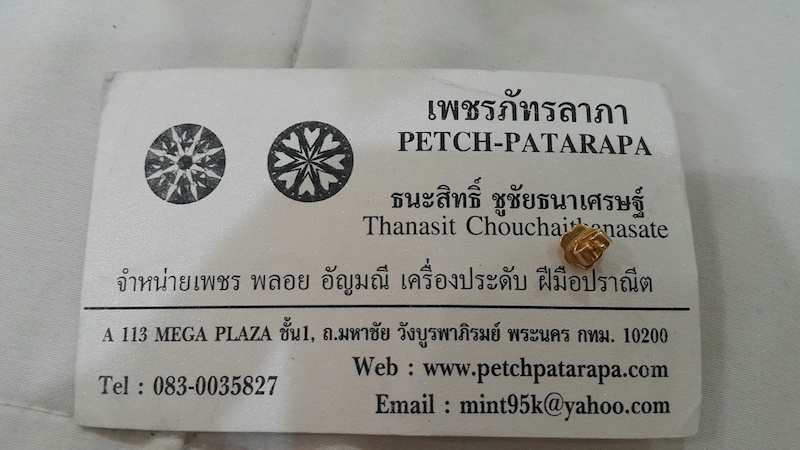 เพชรภัทรลาภา
PETCH-PATARAPA
ธนะสิทธิ์ ชูชัยธนาเศรษฐ์
Thanasit Chouchaithanasate
จำหน่ายเพชร พลอย อัญมณี เครื่องประดับ ฝีมือปราณีต
A 113 MEGA PLAZA ชั้น1, ถ.มหาชัย วังบูรพาภิรมย์ พระนคร กทม. 10200
Tel : 083-0035827
Web : www.petchpatarapa.com
Email : mint95k@yahoo.com